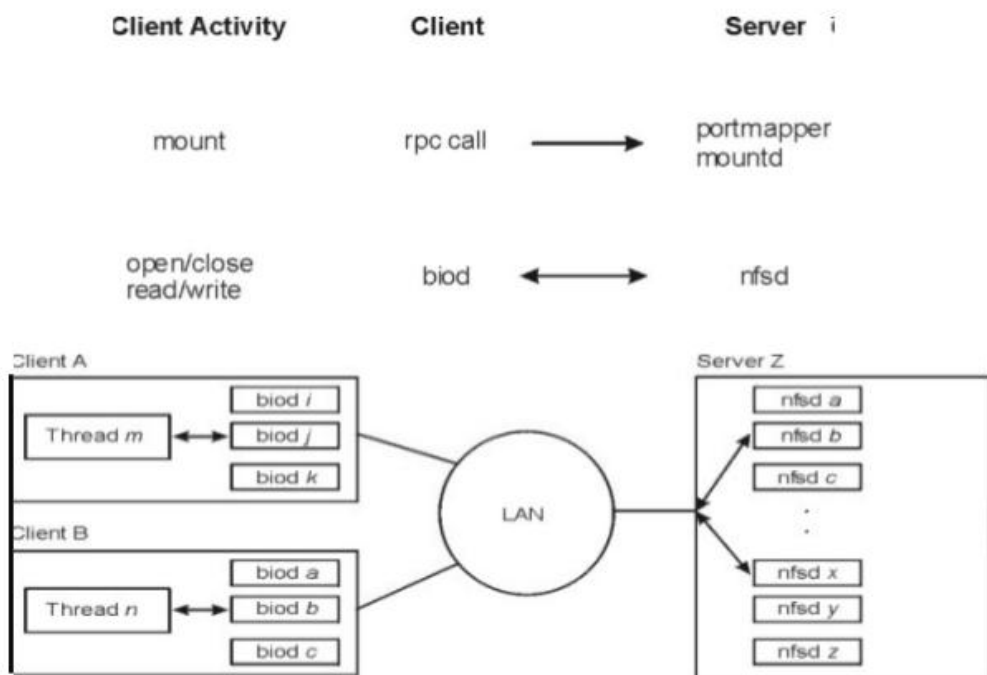 Client Activity Client Server i
mount rpc call portmapper
mountd
open/close
read/write biod nfsd
Client A
Thread m
biod i
biod j
biod k
Client B
Thread n
biod a
biod b
biod c
LAN
Server Z
nfsd a
nfsd b
nfsd c
.
.
nfsd x
nfsd y
nfsd z